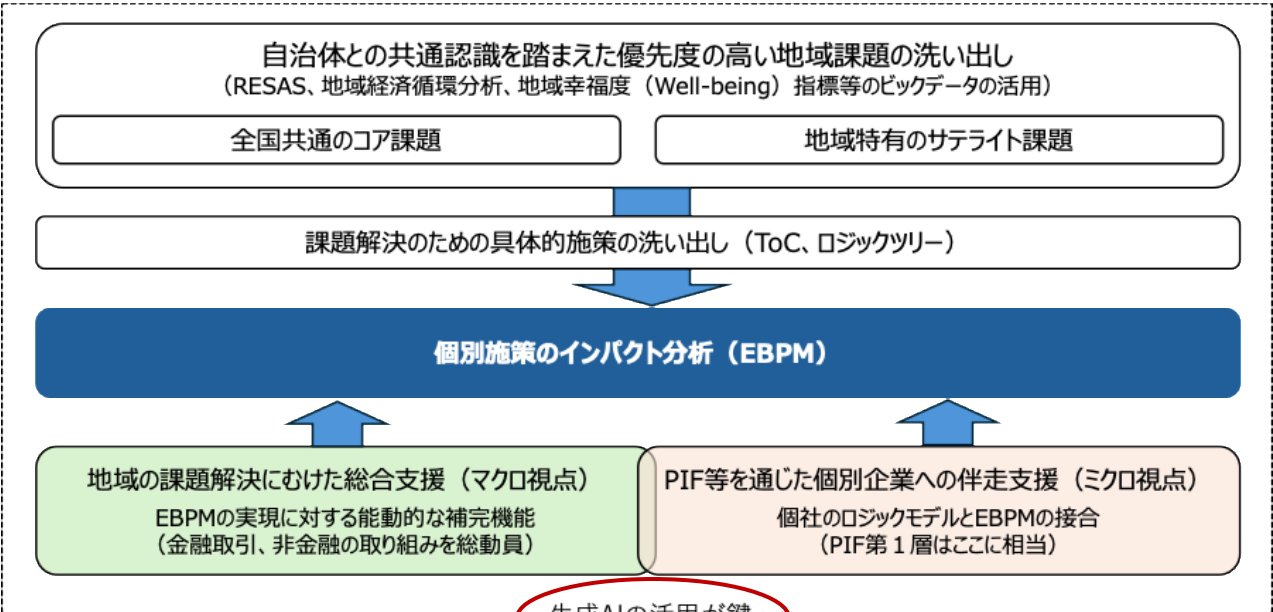 自治体との共通認識を踏まえた優先度の高い地域課題の洗い出し
（RESAS、地域経済循環分析、地域幸福度（Well-being）指標等のビックデータの活用）
全国共通のコア課題
地域特有のサテライト課題
課題解決のための具体的施策の洗い出し（ToC、ロジックツリー）
個別施策のインパクト分析（EBPM）
地域の課題解決にむけた総合支援（マクロ視点）
EBPMの実現に対する能動的な補完機能
（金融取引、非金融の取り組みを総動員）
PIF等を通じた個別企業への伴走支援（ミクロ視点）
個社のロジックモデルとEBPMの接合
（PIF第１層はここに相当）
生成AIの活用が鍵